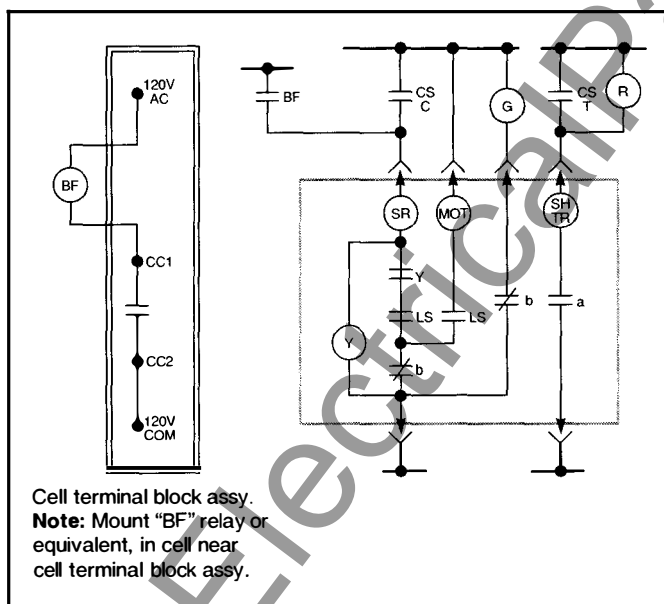 120V
AC
BF
CC1
CC2
120V
COM
BF
CS
C
G
CS
T
R
SR
MOT
SH
TR
Y
LS
LS
Y
b
b
a
Cell terminal block assy.
Note: Mount “BF” relay or
equivalent, in cell near
cell terminal block assy.
ElectricalP